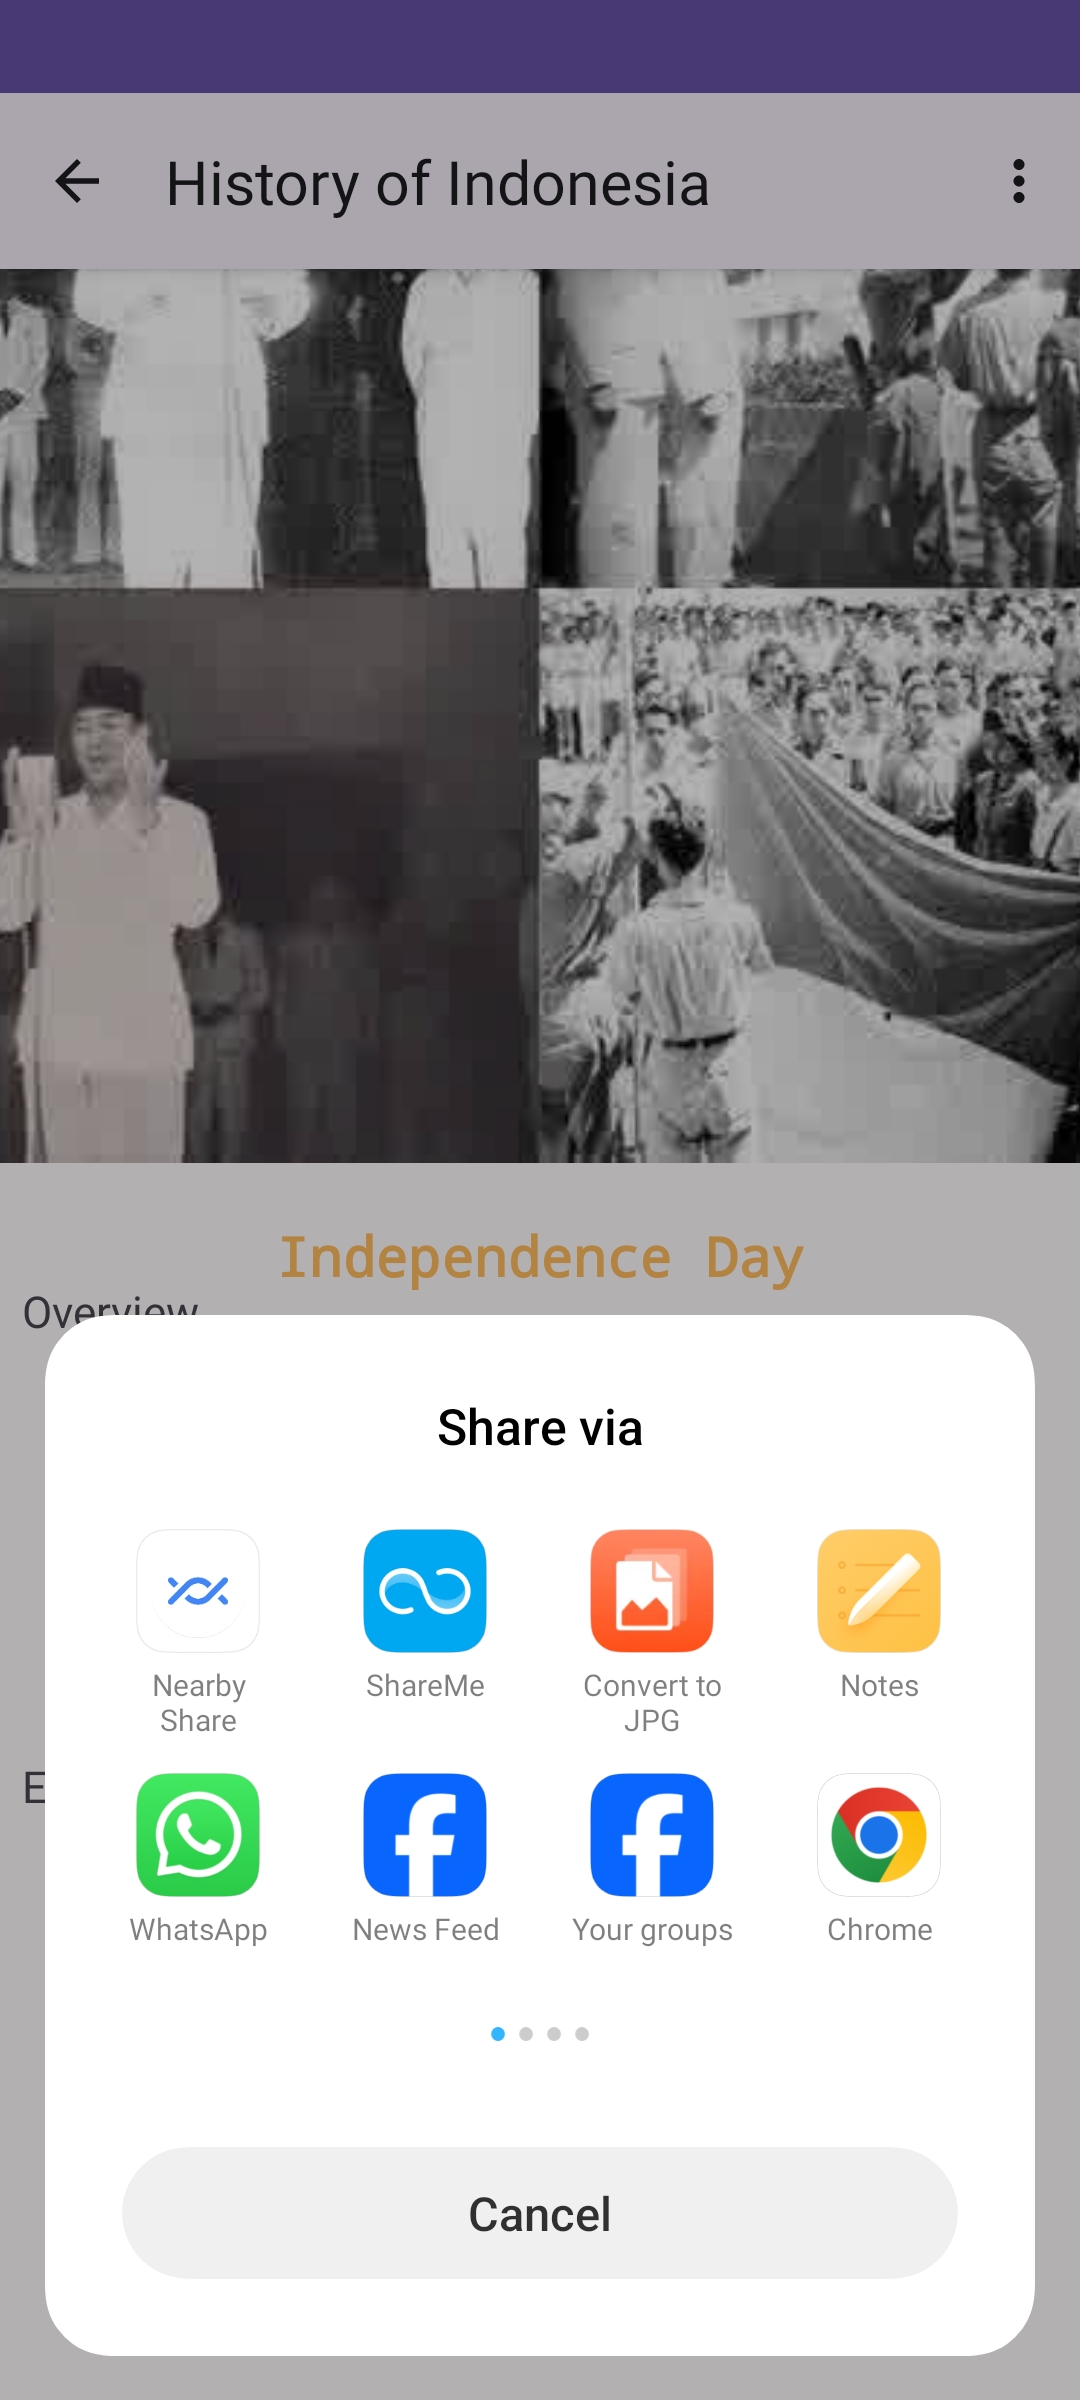 History of Indonesia
Independence Day
Overview
E
Share via
Nearby Share
ShareMe
Convert to JPG
Notes
WhatsApp
News Feed
Your groups
Chrome
Cancel